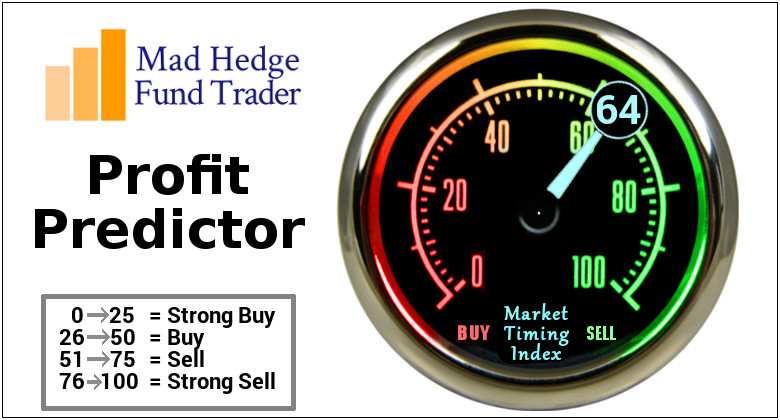 Mad Hedge
Fund Trader
Profit
Predictor
0→25 = Strong Buy
26→50 = Buy
51→75 = Sell
76→100 = Strong Sell
64
40
60
20
80
0
100
BUY
Market
Timing
Index
SELL